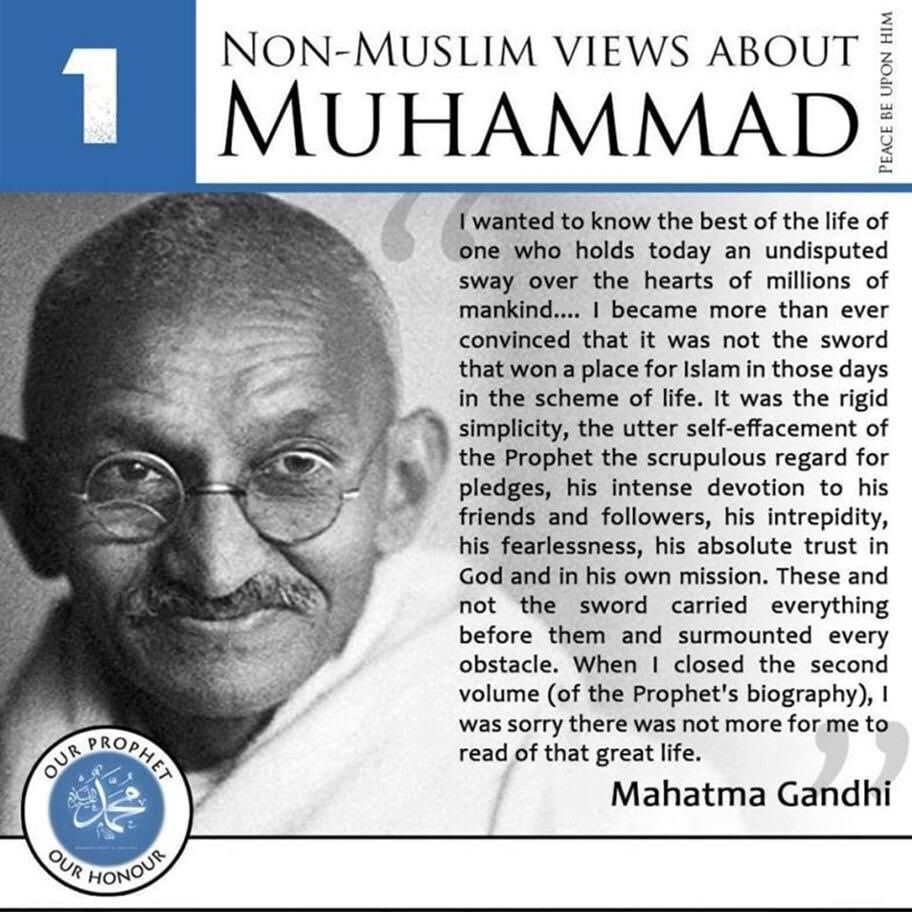 1
NON-MUSLIM VIEWS ABOUT
MUHAMMAD
PEACE BE UPON HIM
“
I wanted to know the best of the life of
one who holds today an undisputed
sway over the hearts of millions of
mankind.... I became more than ever
convinced that it was not the sword
that won a place for Islam in those days
in the scheme of life. It was the rigid
simplicity, the utter self-effacement of
the Prophet the scrupulous regard for
pledges, his intense devotion to his
friends and followers, his intrepidity,
his fearlessness, his absolute trust in
God and in his own mission. These and
not the sword carried everything
before them and surmounted every
obstacle. When I closed the second
volume (of the Prophet's biography), I
was sorry there was not more for me to
read of that great life.
”
Mahatma Gandhi
OUR PROPHET
محمد
OUR HONOUR